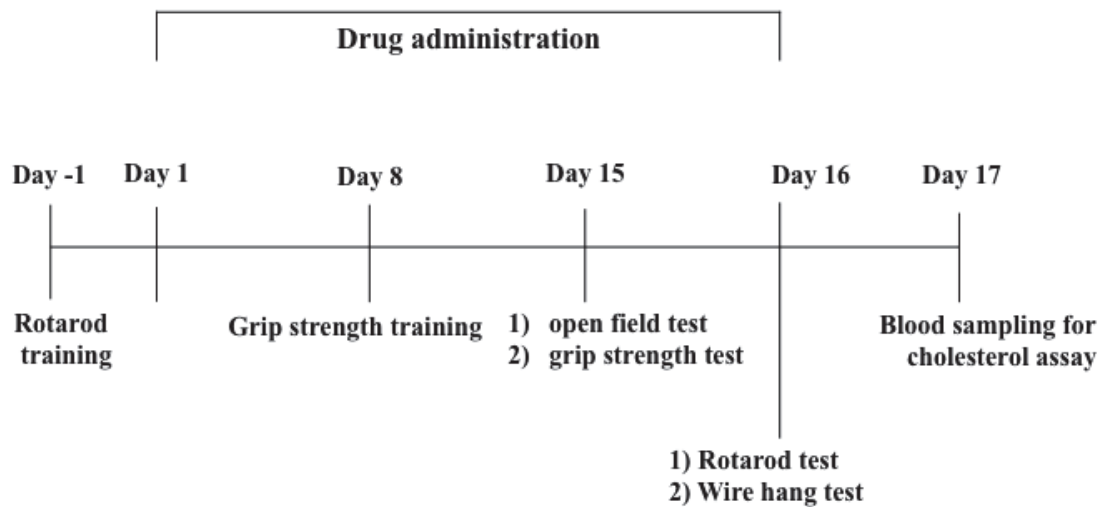 Drug administration
Day -1
Day 1
Day 8
Day 15
Day 16
Day 17
Rotarod
training
Grip strength training
1) open field test
2) grip strength test
Blood sampling for
cholesterol assay
1) Rotarod test
2) Wire hang test